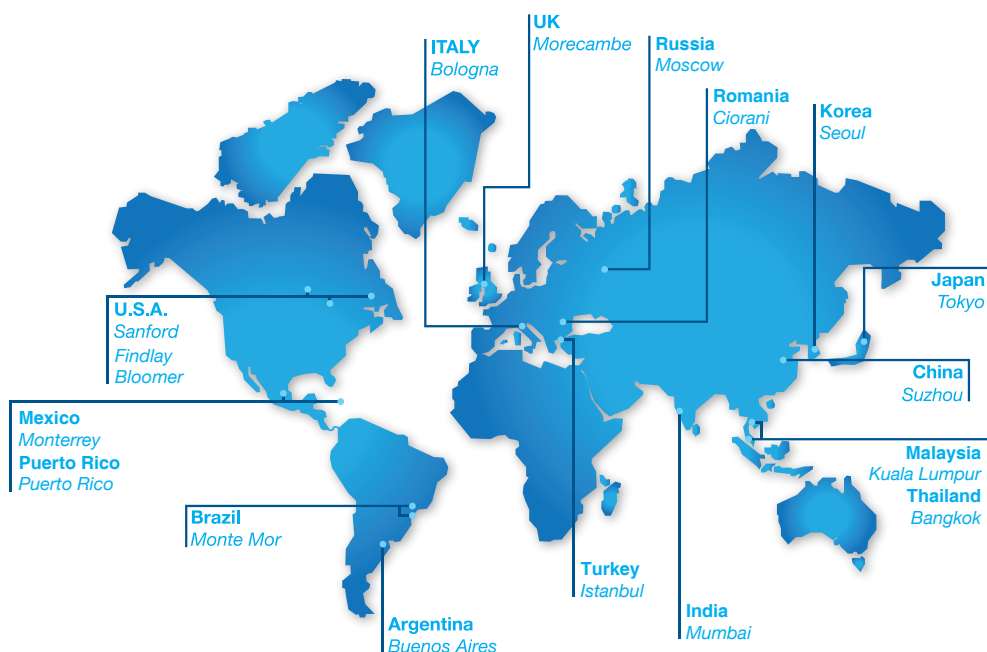 UK
Morecambe
ITALY
Bologna
Russia
Moscow
Romania
Ciorani
Korea
Seoul
Japan
Tokyo
U.S.A.
Sanford
Findlay
Bloomer
China
Suzhou
Mexico
Monterrey
Puerto Rico
Puerto Rico
Malaysia
Kuala Lumpur
Thailand
Bangkok
Brazil
Monte Mor
Turkey
Istanbul
India
Mumbai
Argentina
Buenos Aires